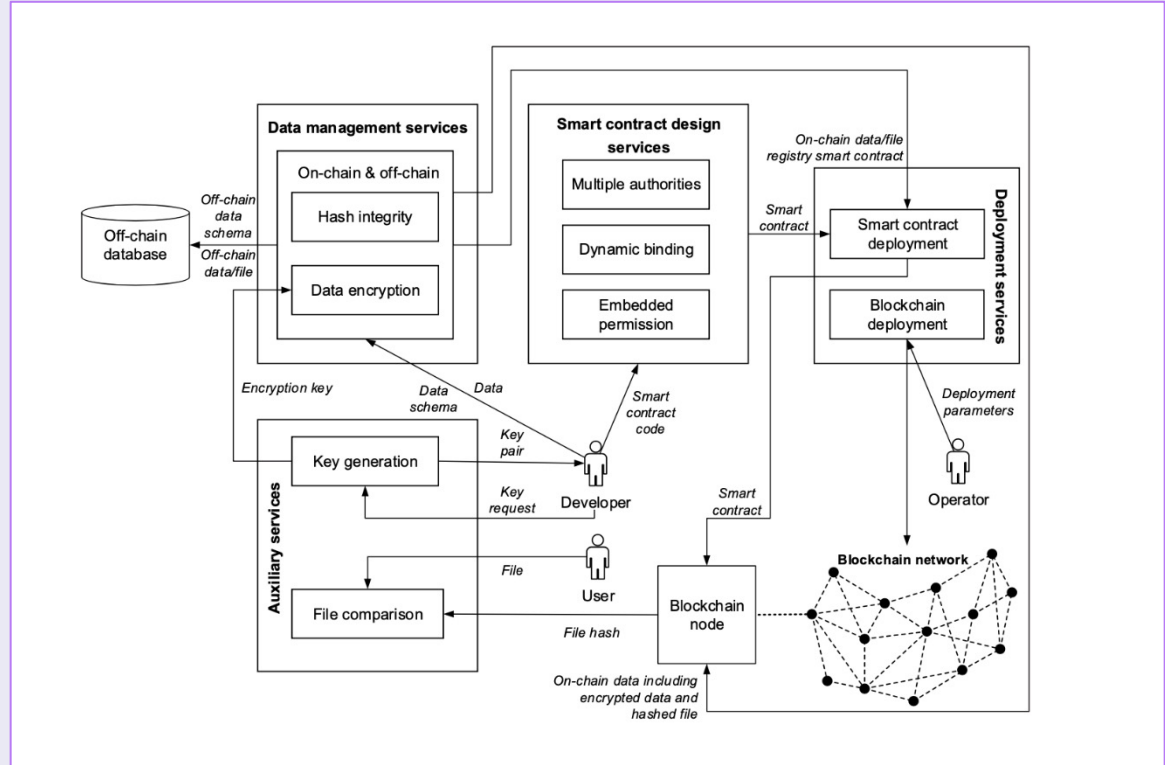 Data management services
On-chain & off-chain
Hash integrity
Data encryption
Off-chain
data
schema
Off-chain
data/file
Off-chain
database
Smart contract design
services
Multiple authorities
Dynamic binding
Embedded
permission
On-chain data/file
registry smart contract
Smart
contract
Deployment services
Smart contract
deployment
Blockchain
deployment
Encryption key
Data
Data
schema
Smart
contract
code
Deployment
parameters
Auxiliary services
Key generation
Key
pair
Developer
Key
request
Smart
contract
Operator
File
User
File comparison
File hash
Blockchain
node
Blockchain network
On-chain data including
encrypted data and
hashed file